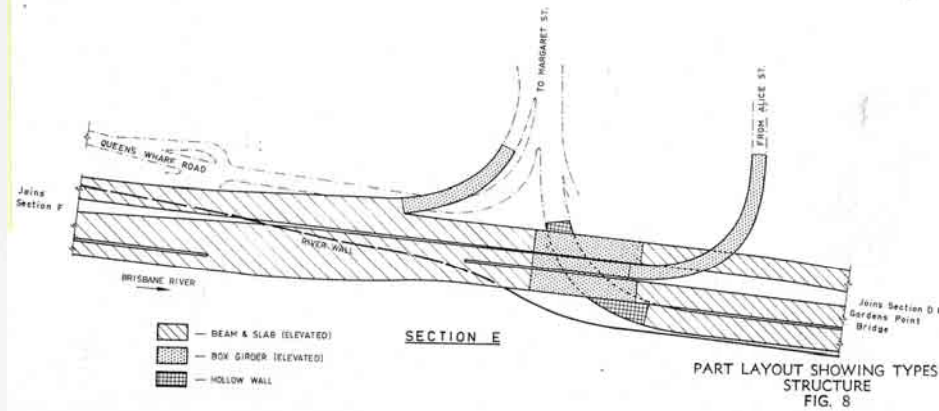 TO MARGARET ST.
FROM ALICE ST.
QUEENS WHARF ROAD
Joins
Section F
RIVER WALL
BRISBANE RIVER
Joins Section D
Gardens Point
Bridge
— BEAM & SLAB (ELEVATED)
— BOX GIRDER (ELEVATED)
— HOLLOW WALL
SECTION E
PART LAYOUT SHOWING TYPES
STRUCTURE
FIG. 8